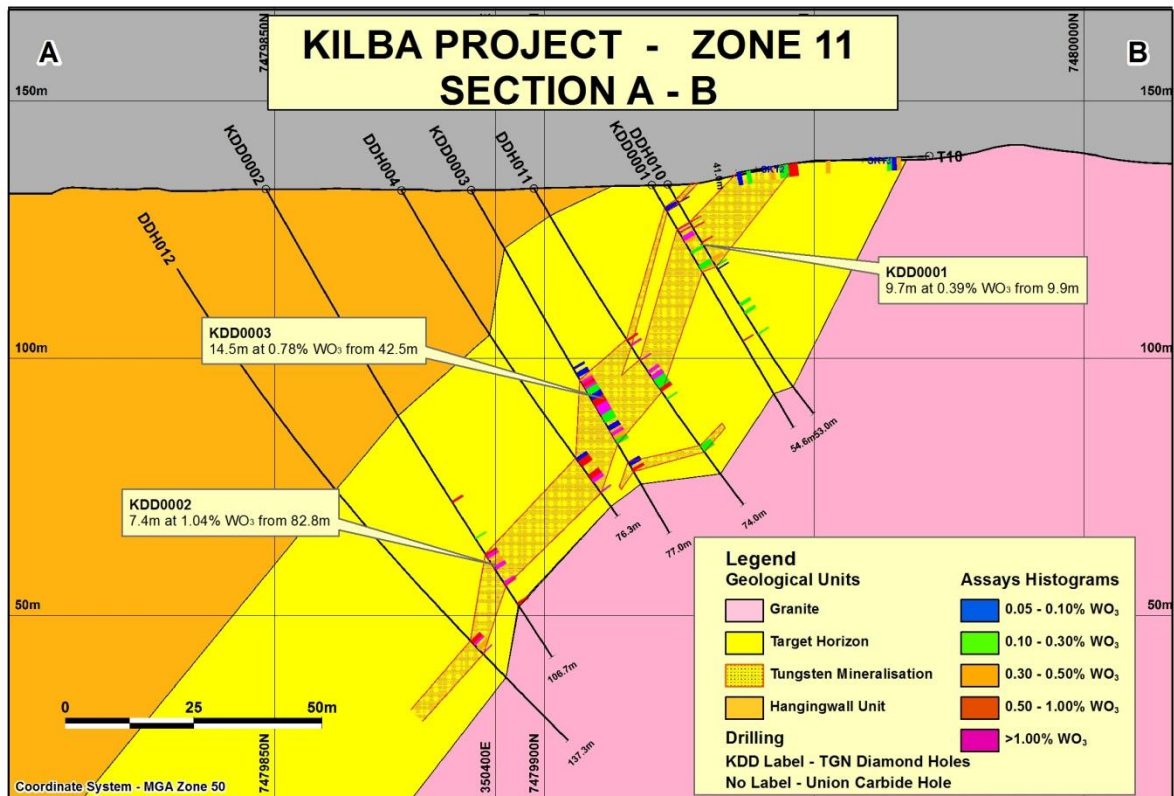 KILBA PROJECT - ZONE 11
SECTION A - B
A
B
7479850N
7480000N
150m
150m
KDD0002
DDH004
KDD0003
DDH011
KDD0001
DDH010
41.0m
SKT2
T10
DDH012
KDD0001
9.7m at 0.39% WO₃ from 9.9m
KDD0003
14.5m at 0.78% WO₃ from 42.5m
100m
100m
KDD0002
7.4m at 1.04% WO₃ from 82.8m
54.6m
53.0m
76.3m
77.0m
74.0m
106.7m
137.3m
50m
50m
0 25 50m
7479850N
350400E
7479900N
Coordinate System - MGA Zone 50
Legend
Geological Units
Granite
Target Horizon
Tungsten Mineralisation
Hangingwall Unit
Drilling
KDD Label - TGN Diamond Holes
No Label - Union Carbide Hole
Assays Histograms
0.05 - 0.10% WO₃
0.10 - 0.30% WO₃
0.30 - 0.50% WO₃
0.50 - 1.00% WO₃
>1.00% WO₃